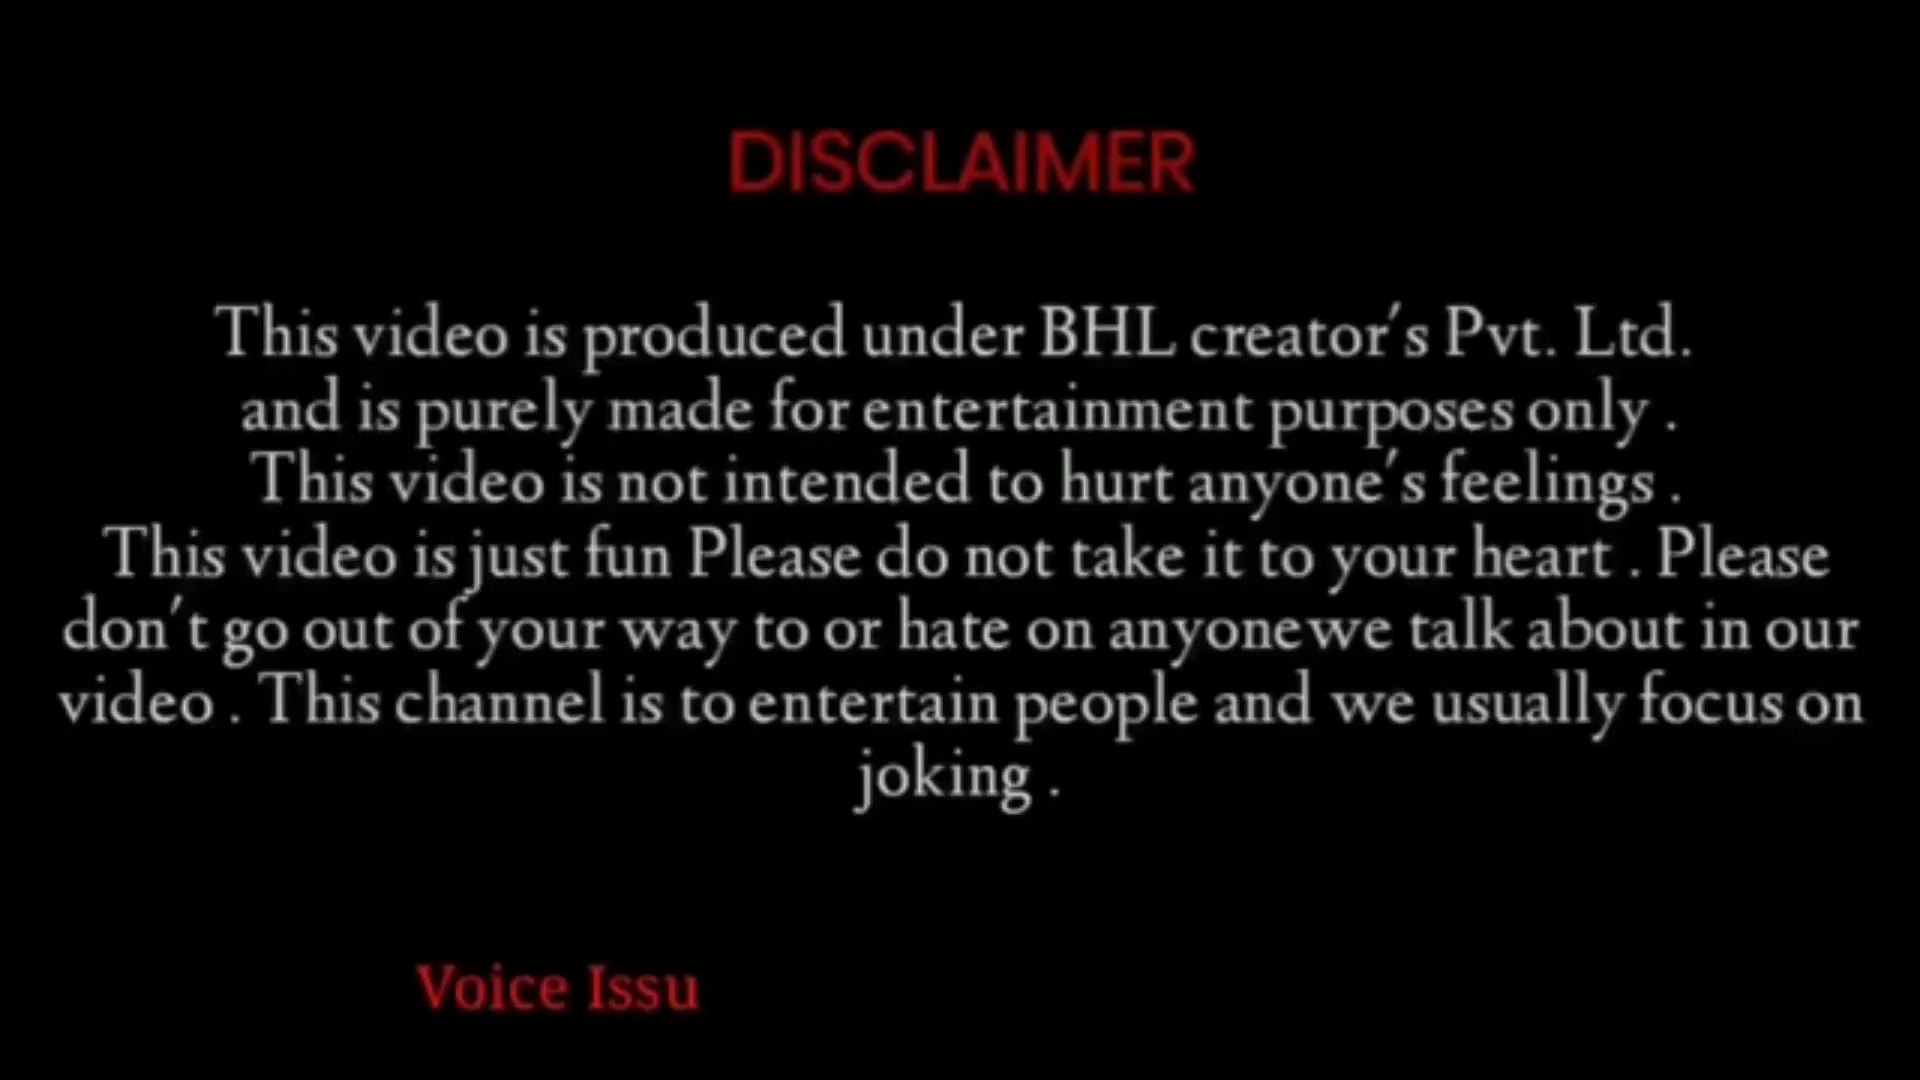 DISCLAIMER
This video is produced under BHL creator's Pvt. Ltd.
and is purely made for entertainment purposes only .
This video is not intended to hurt anyone's feelings .
This video is just fun Please do not take it to your heart . Please
don't go out of your way to or hate on anyonewe talk about in our
video . This channel is to entertain people and we usually focus on
joking .
Voice Issu